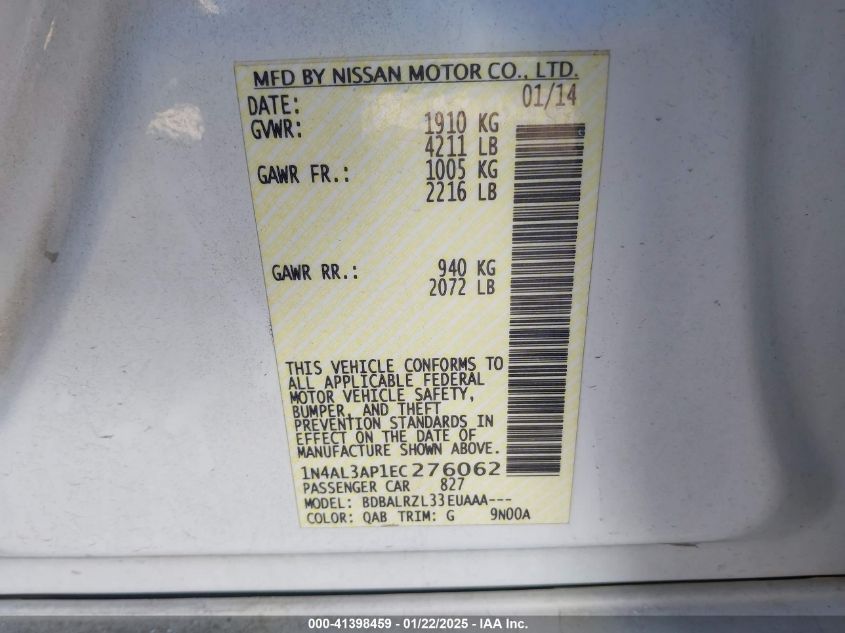 MFD BY NISSAN MOTOR CO., LTD.
DATE: 01/14
GVWR: 1910 KG
4211 LB
GAWR FR.: 1005 KG
2216 LB
GAWR RR.: 940 KG
2072 LB
THIS VEHICLE CONFORMS TO
ALL APPLICABLE FEDERAL
MOTOR VEHICLE SAFETY,
BUMPER, AND THEFT
PREVENTION STANDARDS IN
EFFECT ON THE DATE OF
MANUFACTURE SHOWN ABOVE.
1N4AL3AP1EC276062
PASSENGER CAR 827
MODEL: BDBALRZL33EUAAA---
COLOR: QAB TRIM: G 9N00A
000-41398459 — 01/22/2025 - IAA Inc.